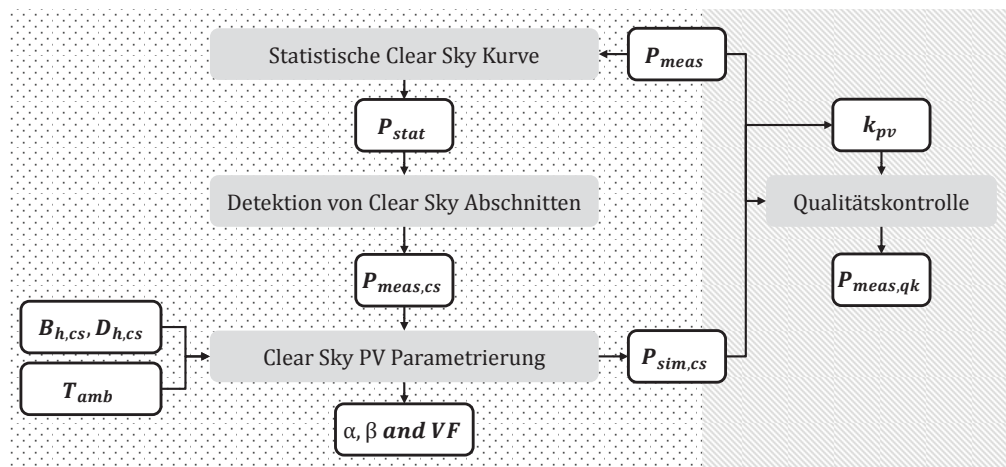 Statistische Clear Sky Kurve
P_meas
P_stat
k_pv
Detektion von Clear Sky Abschnitten
Qualitätskontrolle
P_meas,cs
P_meas,qk
B_h,cs, D_h,cs
Clear Sky PV Parametrierung
P_sim,cs
T_amb
α, β and VF